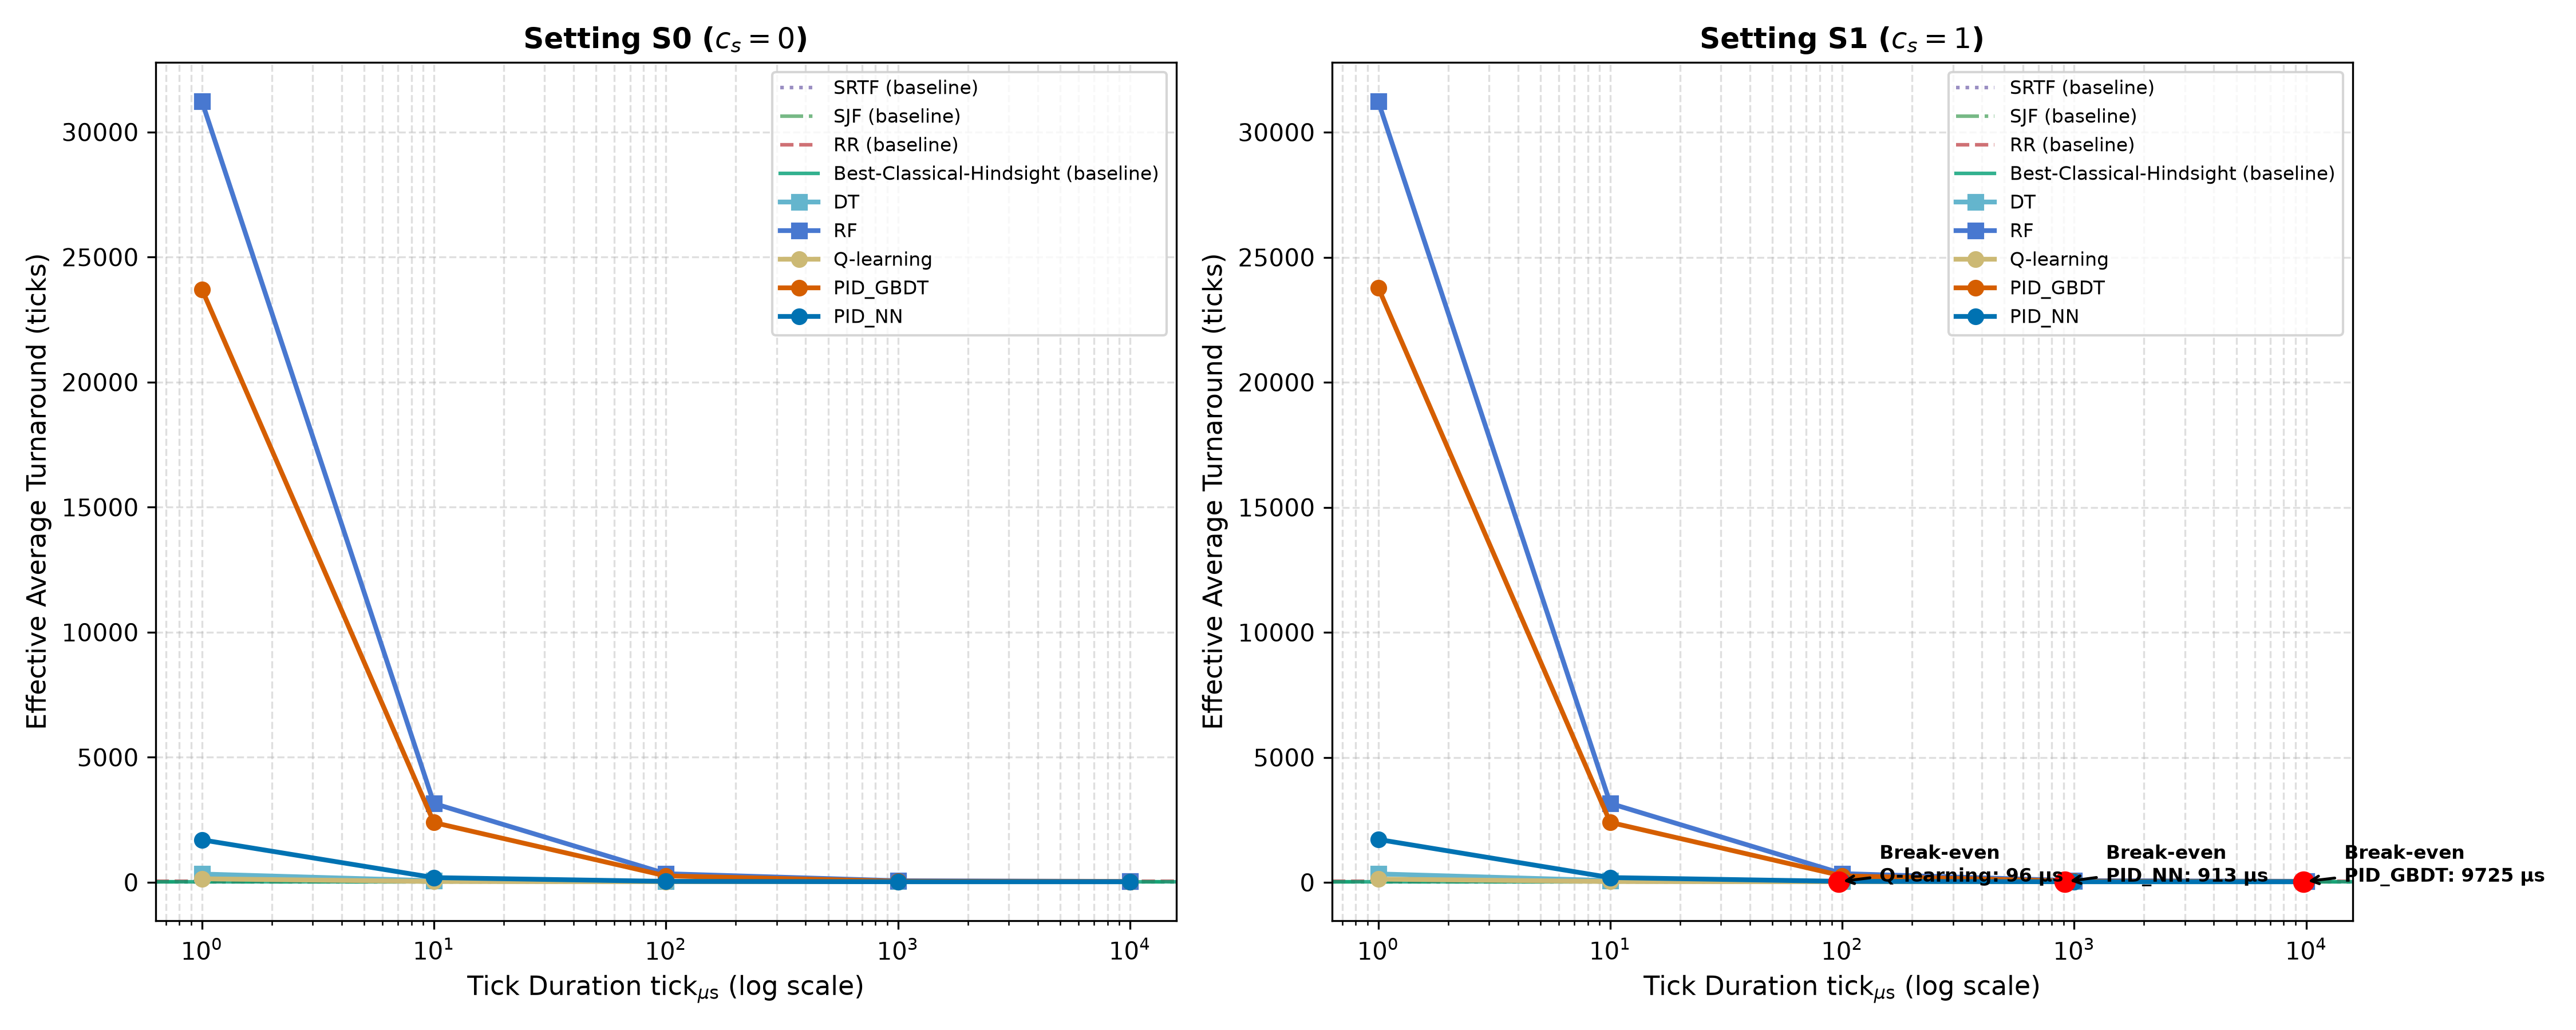 Setting S0 (c_s = 0)
Effective Average Turnaround (ticks)
30000
25000
20000
15000
10000
5000
0
SRTF (baseline)
SJF (baseline)
RR (baseline)
Best-Classical-Hindsight (baseline)
DT
RF
Q-learning
PID_GBDT
PID_NN
10^0 10^1 10^2 10^3 10^4
Tick Duration tick_μs (log scale)
Setting S1 (c_s = 1)
Effective Average Turnaround (ticks)
30000
25000
20000
15000
10000
5000
0
SRTF (baseline)
SJF (baseline)
RR (baseline)
Best-Classical-Hindsight (baseline)
DT
RF
Q-learning
PID_GBDT
PID_NN
Break-even
Q-learning: 96 μs
Break-even
PID_NN: 913 μs
Break-even
PID_GBDT: 9725 μs
10^0 10^1 10^2 10^3 10^4
Tick Duration tick_μs (log scale)